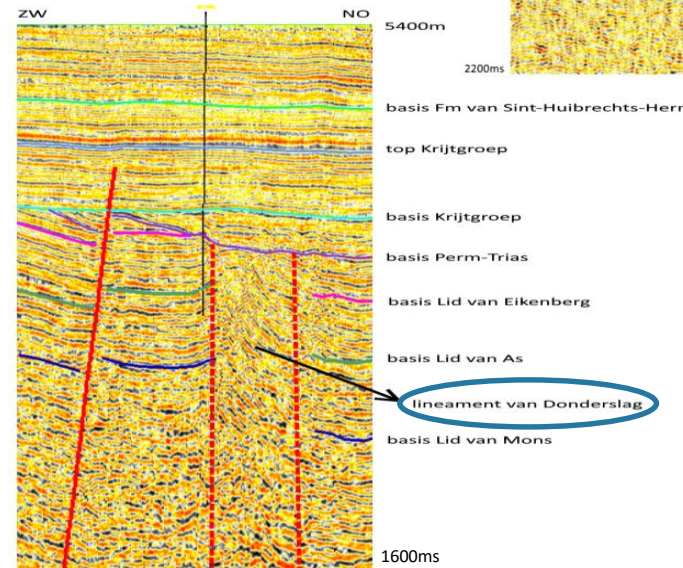 ZW
NO
5400m
2200ms
basis Fm van Sint-Huibrechts-Herr
top Krijtgroep
basis Krijtgroep
basis Perm-Trias
basis Lid van Eikenberg
basis Lid van As
lineament van Donderslag
basis Lid van Mons
1600ms